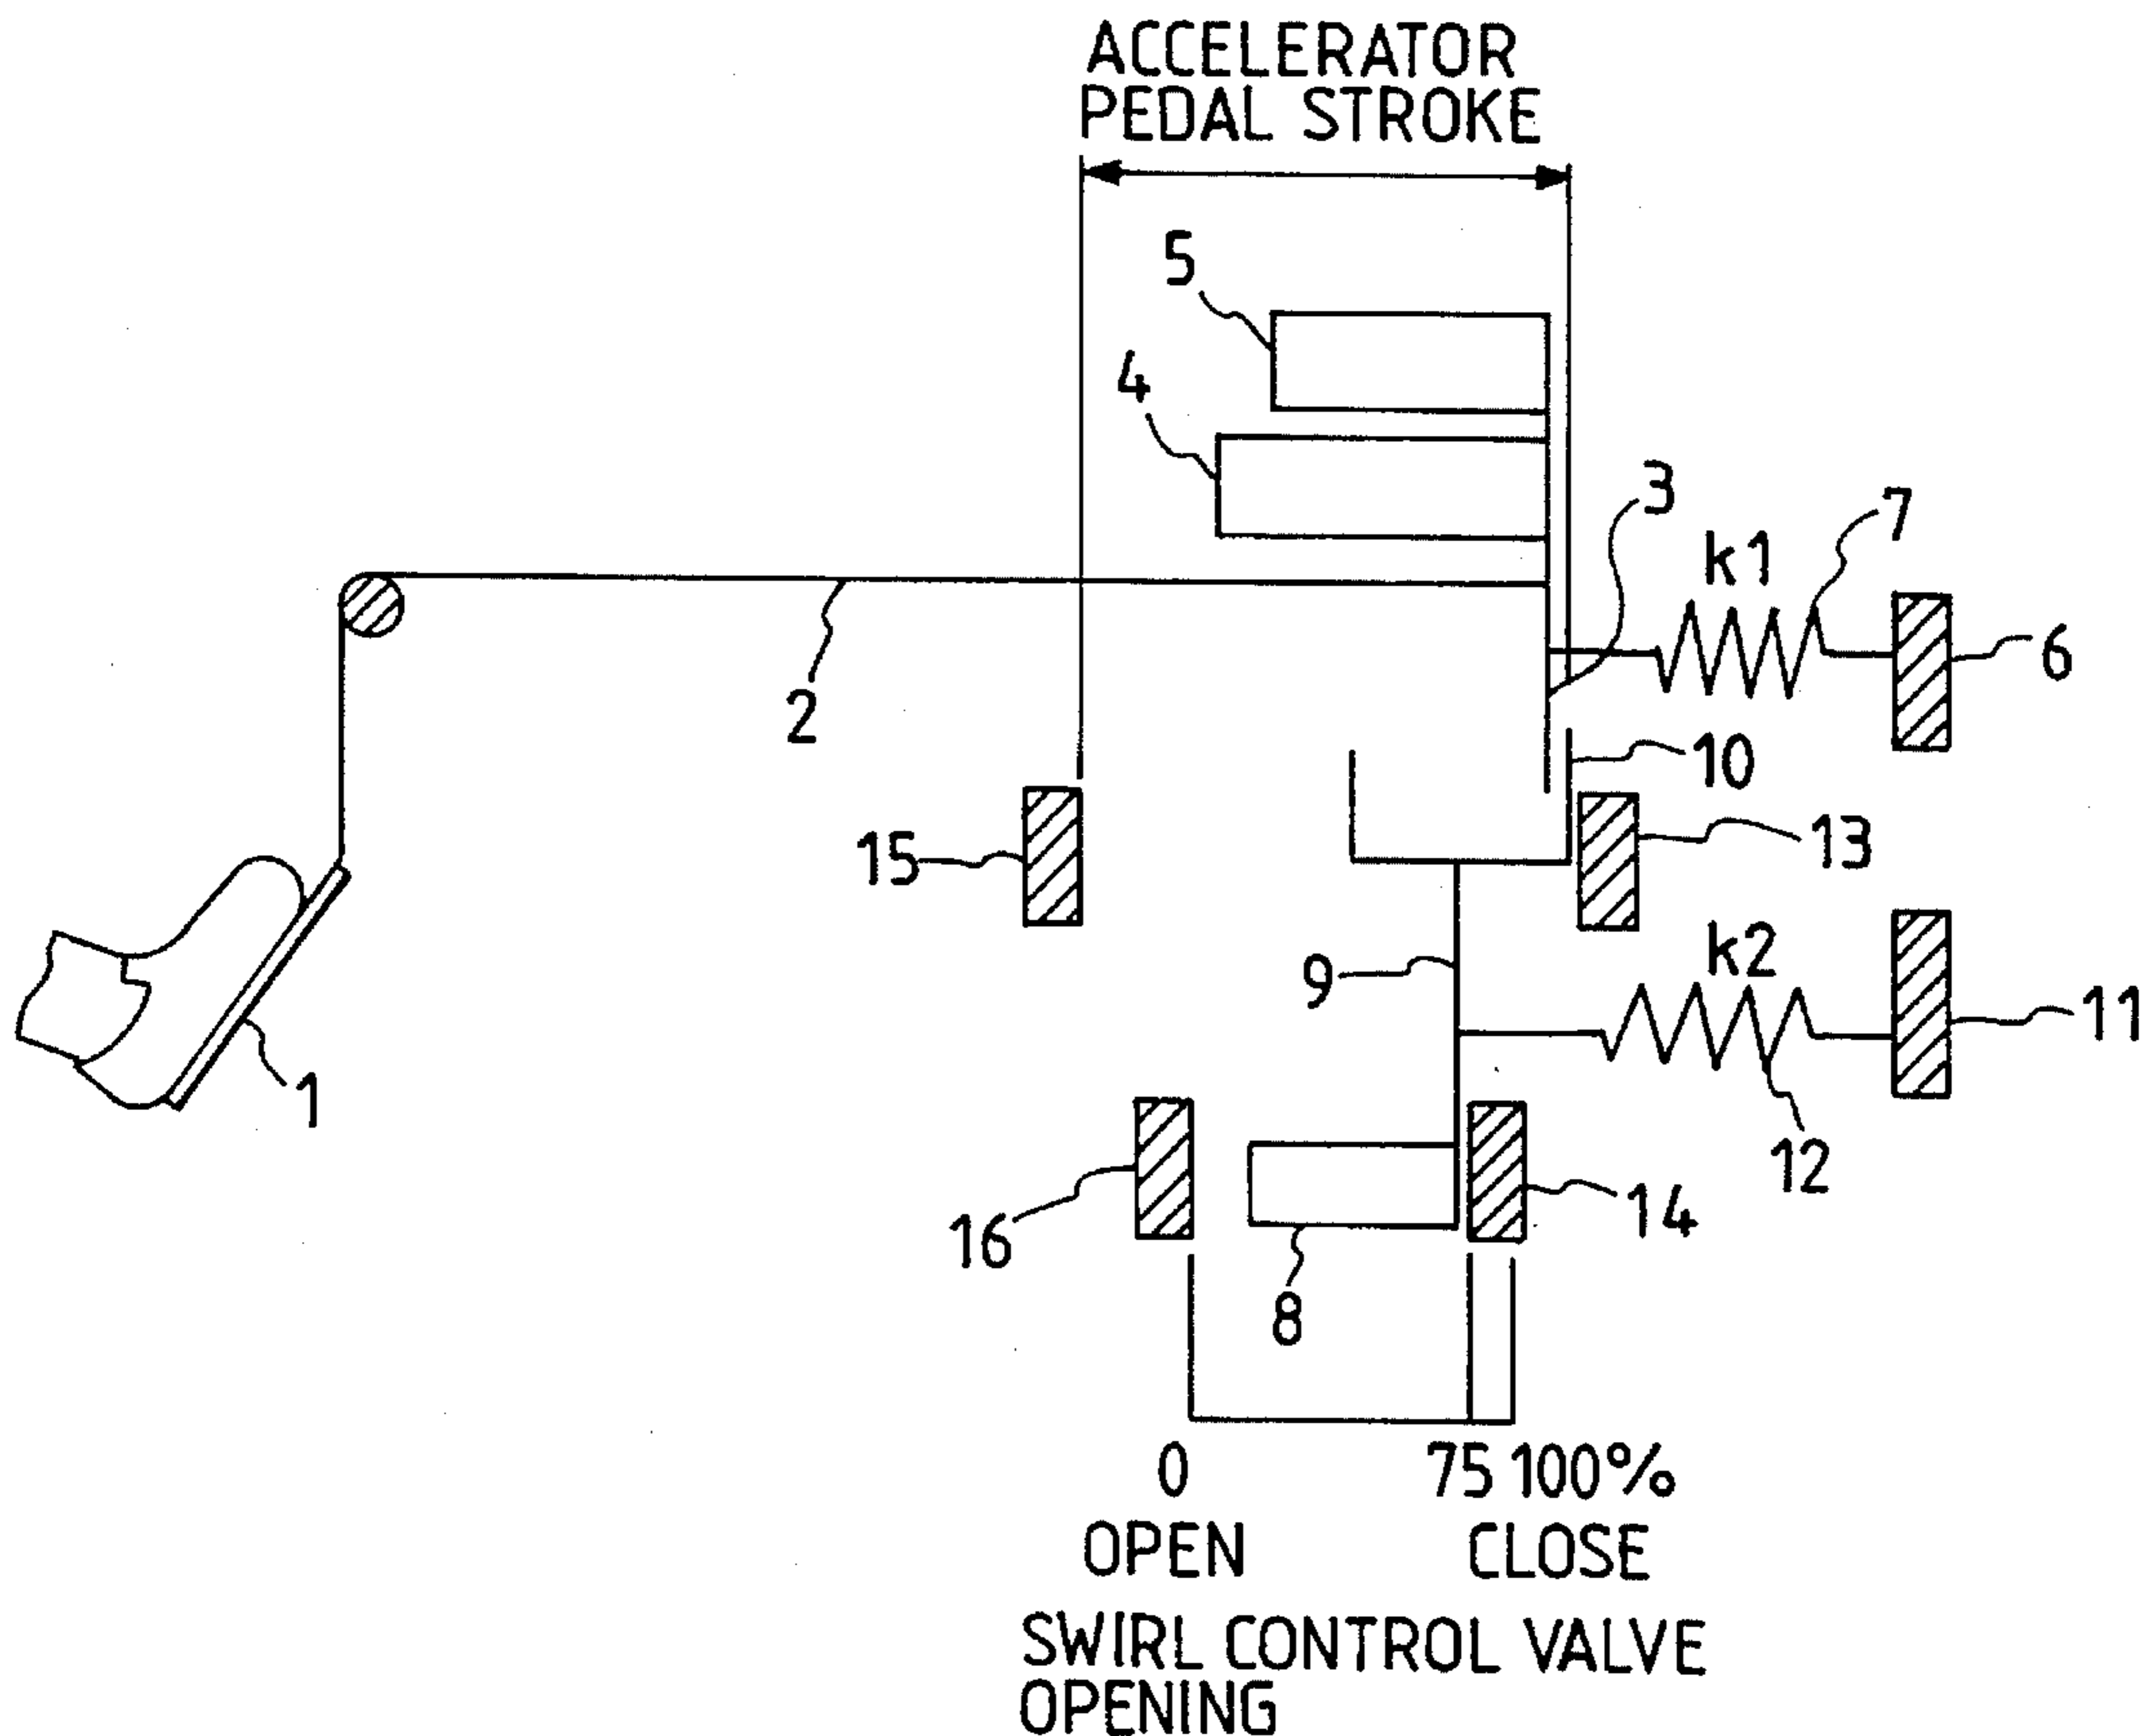 ACCELERATOR
PEDAL STROKE
5
4
3
7
k1
6
2
10
15
13
9
k2
11
1
12
16
14
8
0
75 100%
OPEN
CLOSE
SWIRL CONTROL VALVE
OPENING